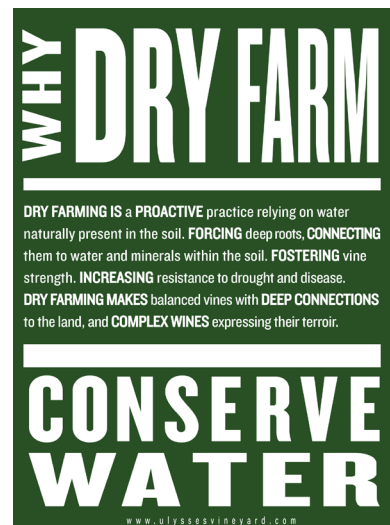 WHY DRY FARM
DRY FARMING IS a PROACTIVE practice relying on water
naturally present in the soil. FORCING deep roots, CONNECTING
them to water and minerals within the soil. FOSTERING vine
strength. INCREASING resistance to drought and disease.
DRY FARMING MAKES balanced vines with DEEP CONNECTIONS
to the land, and COMPLEX WINES expressing their terroir.
CONSERVE
WATER
www.ulyssesvineyard.com